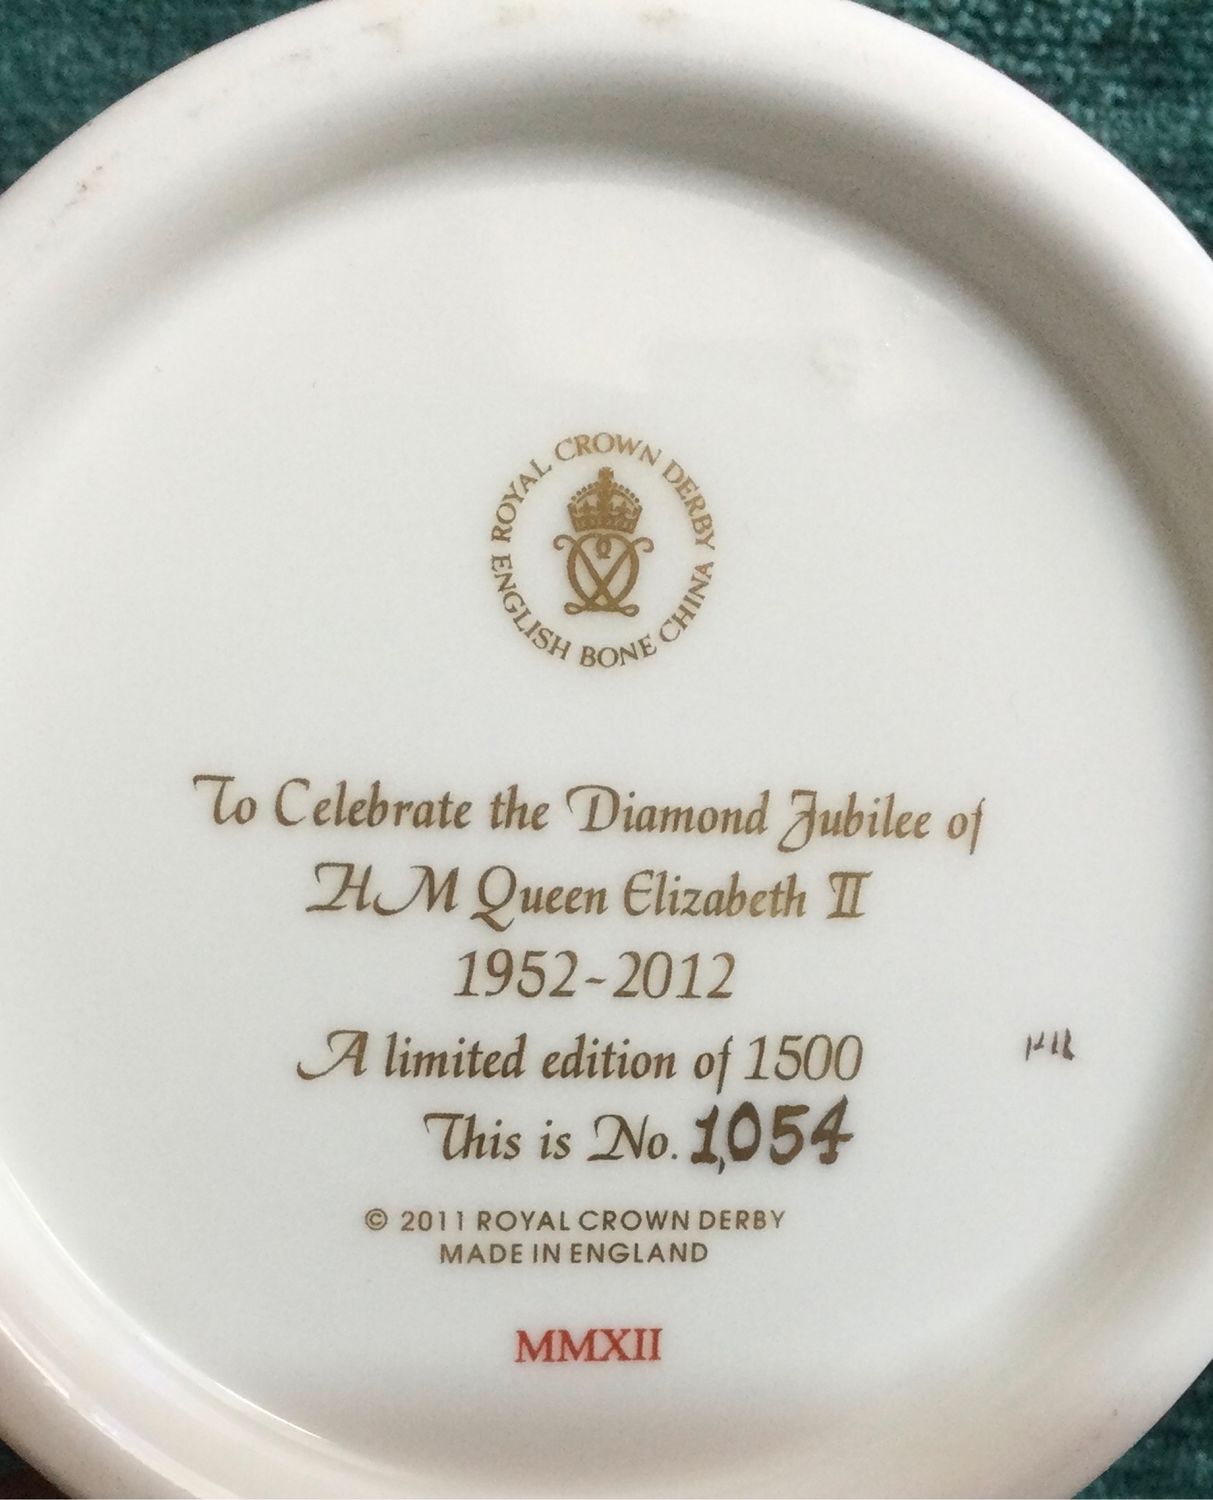 ROYAL CROWN DERBY
ENGLISH BONE CHINA
To Celebrate the Diamond Jubilee of
HM Queen Elizabeth II
1952-2012
A limited edition of 1500
This is No. 1,054
© 2011 ROYAL CROWN DERBY
MADE IN ENGLAND
MMXII